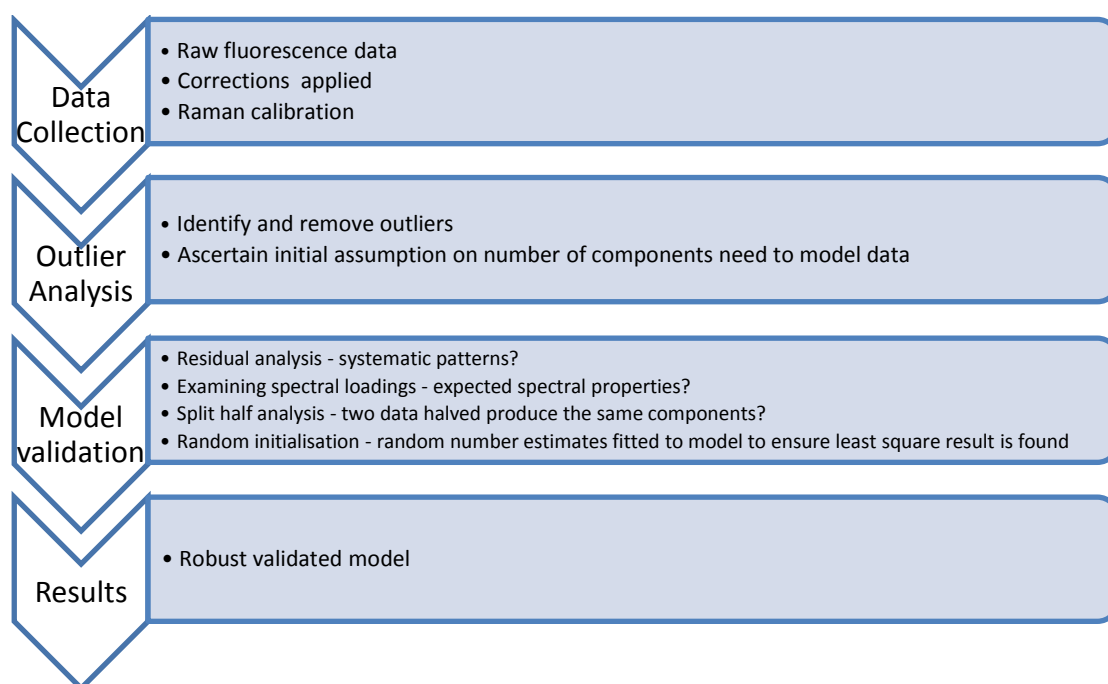 Data
Collection
• Raw fluorescence data
• Corrections applied
• Raman calibration
Outlier
Analysis
• Identify and remove outliers
• Ascertain initial assumption on number of components need to model data
Model
validation
• Residual analysis - systematic patterns?
• Examining spectral loadings - expected spectral properties?
• Split half analysis - two data halved produce the same components?
• Random initialisation - random number estimates fitted to model to ensure least square result is found
Results
• Robust validated model